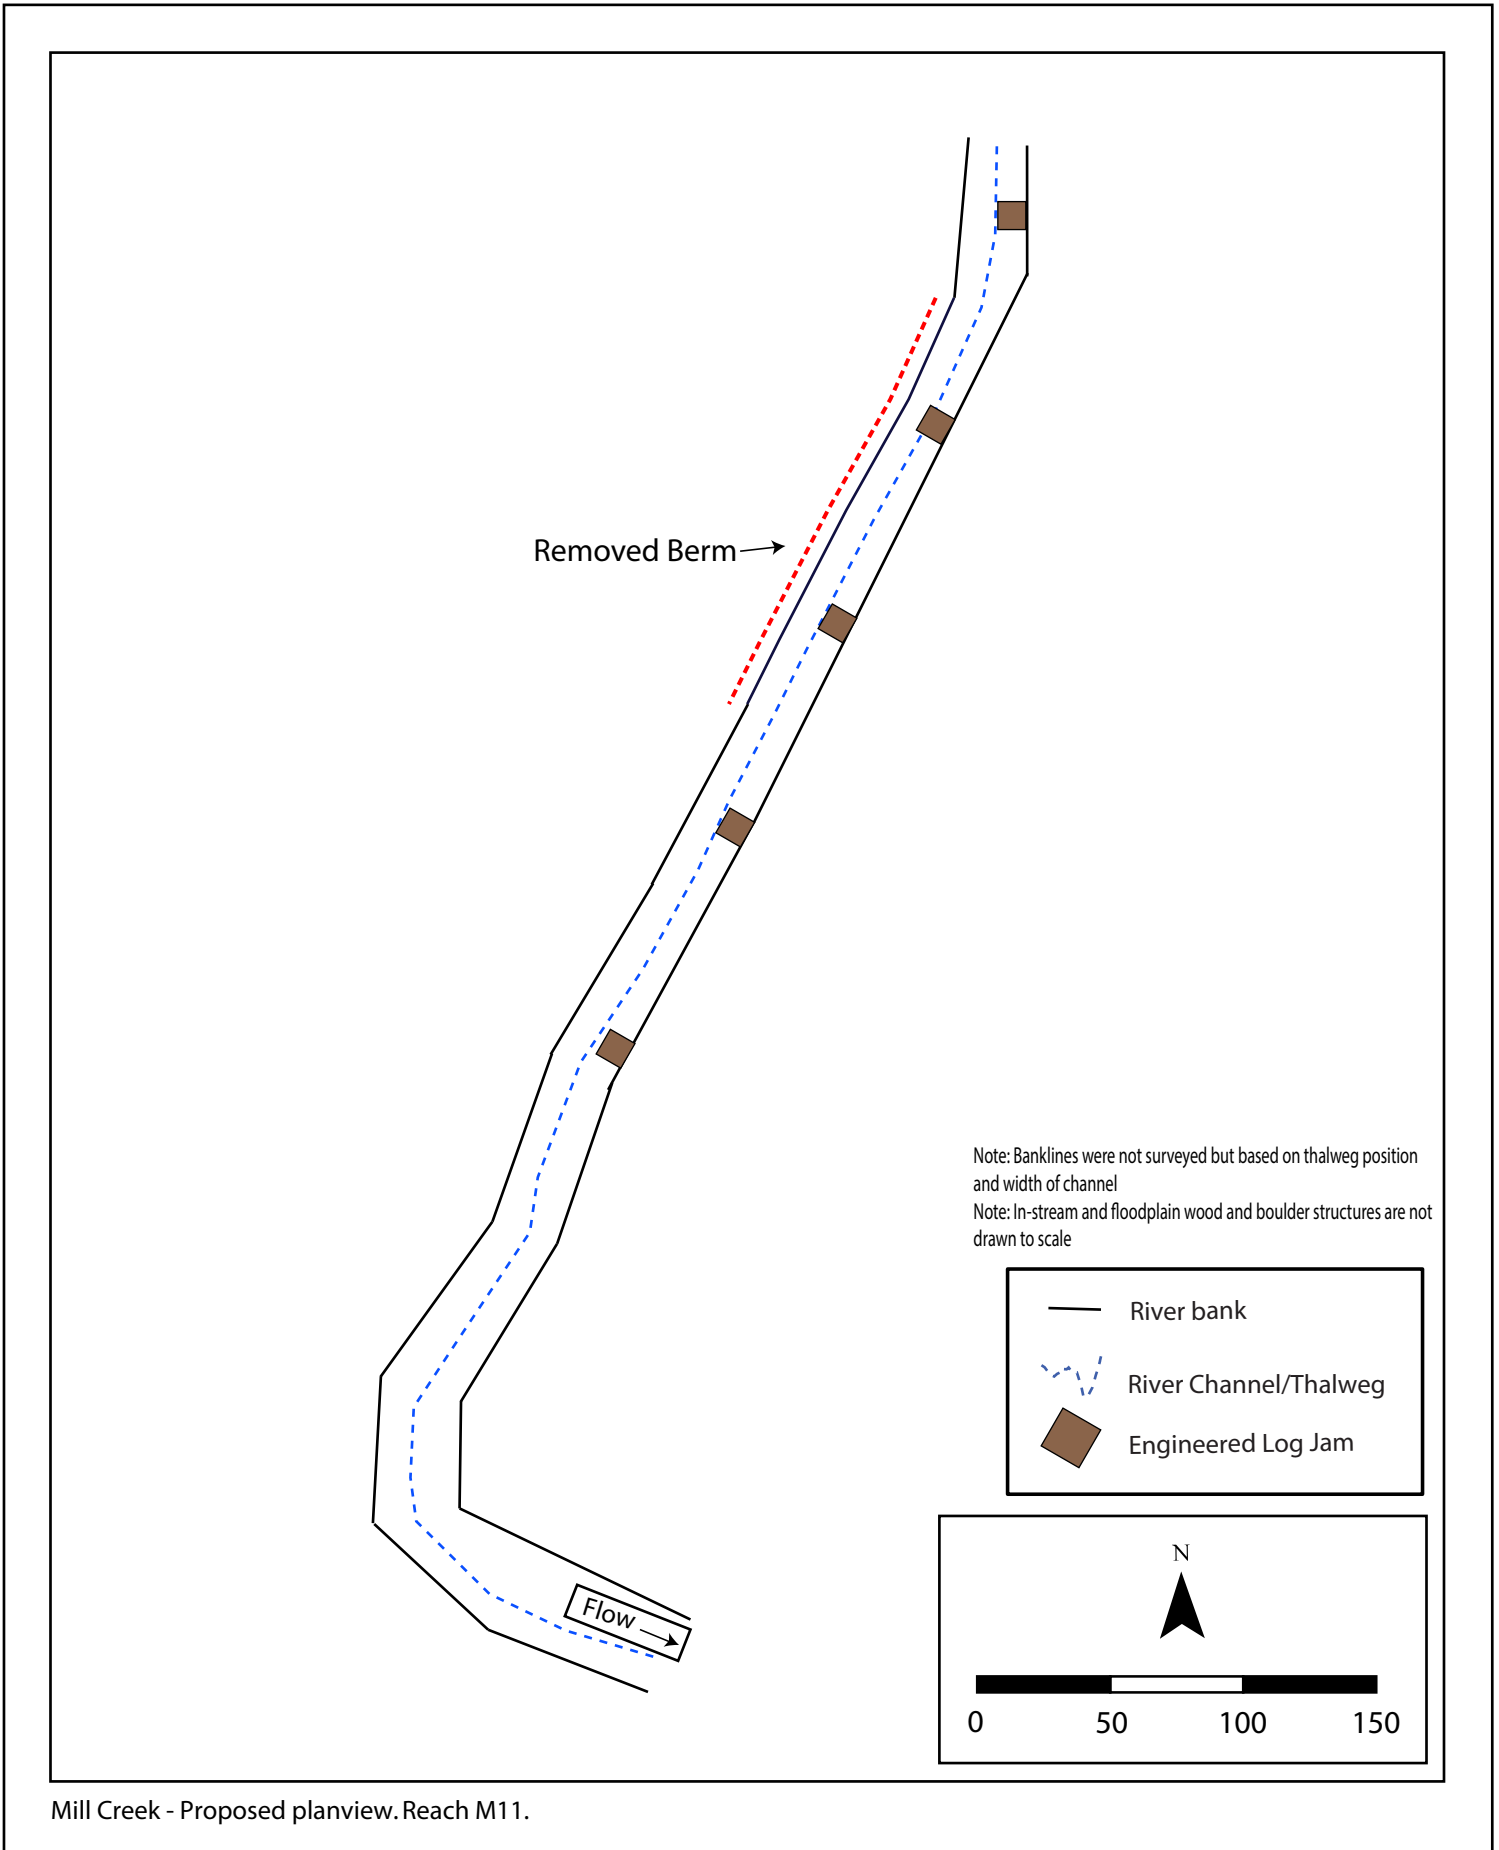 Removed Berm
Note: Banklines were not surveyed but based on thalweg position
and width of channel
Note: In-stream and floodplain wood and boulder structures are not
drawn to scale
River bank
River Channel/Thalweg
Engineered Log Jam
Flow
N
0 50 100 150
Mill Creek - Proposed planview. Reach M11.